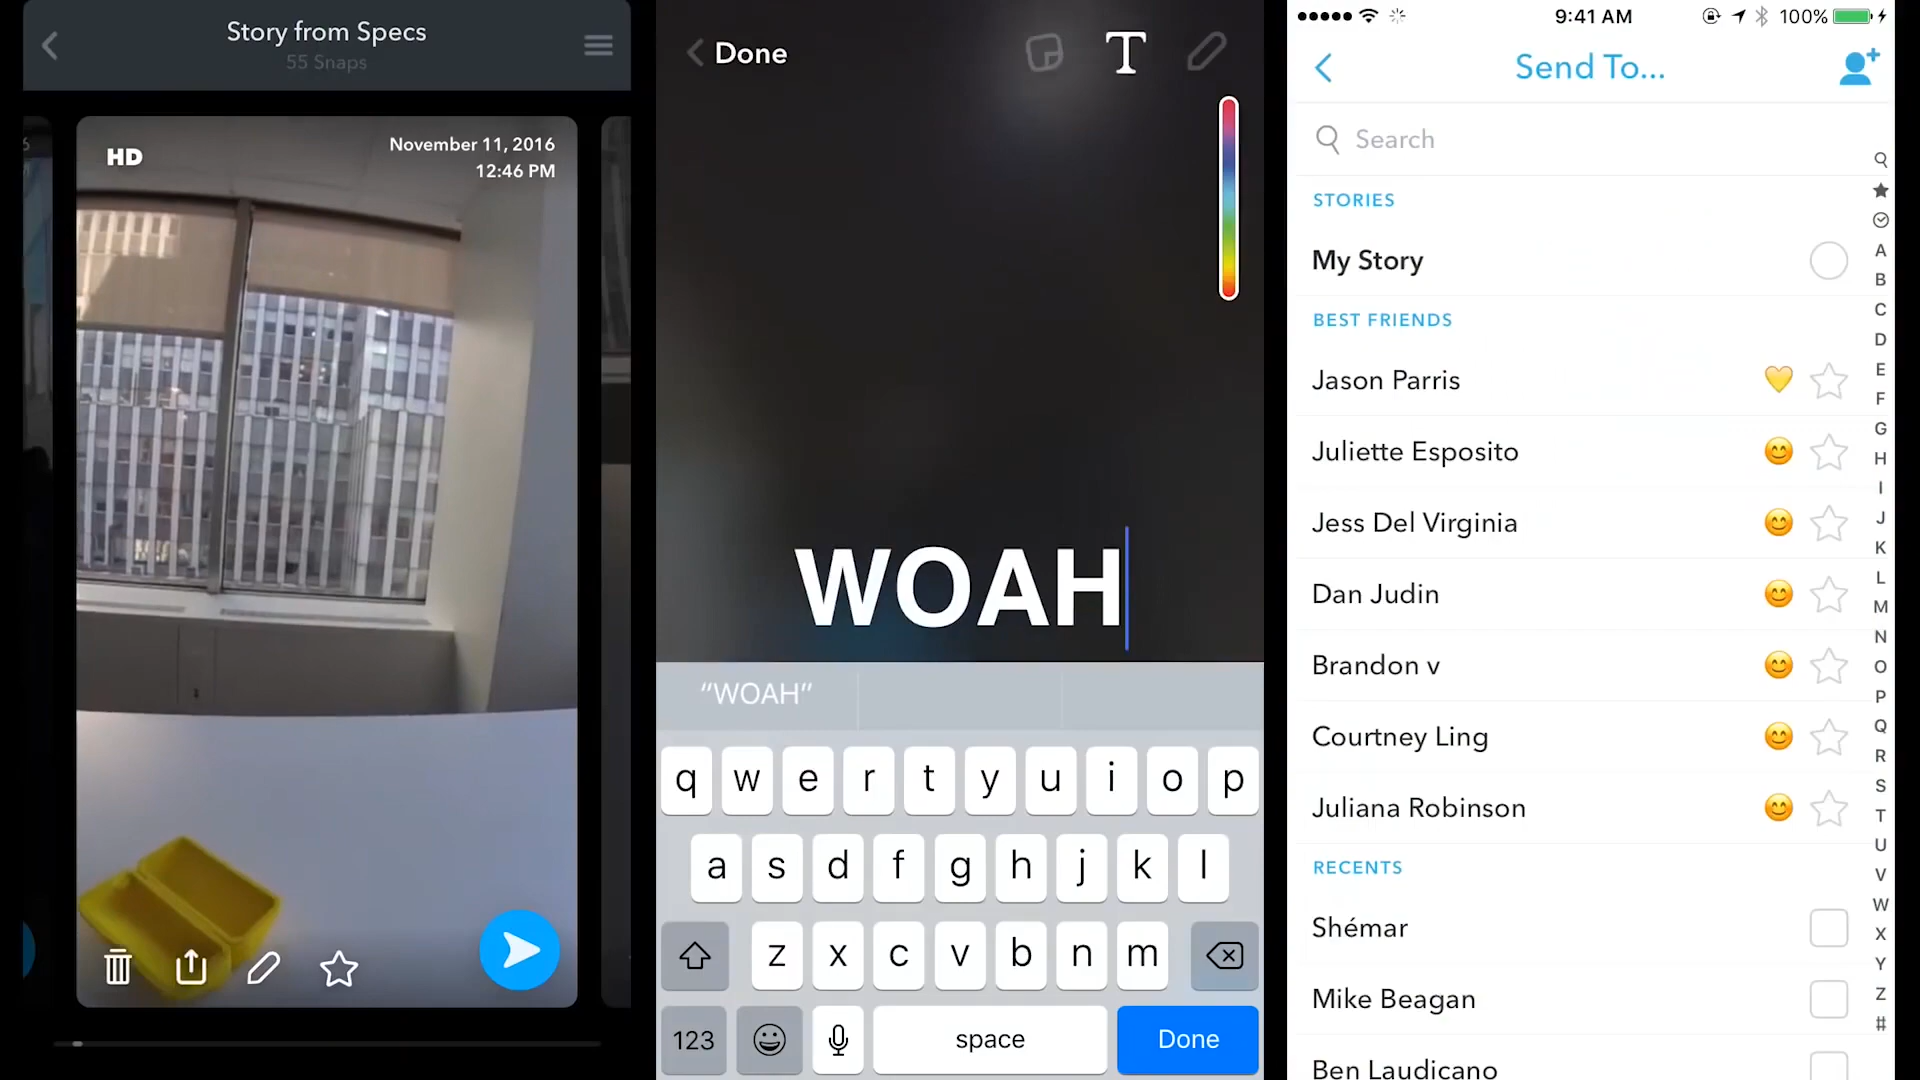 Story from Specs
55 Snaps
HD
November 11, 2016
12:46 PM
Done
T
WOAH
“WOAH”
q w e r t y u i o p
a s d f g h j k l
z x c v b n m
123
space
Done
9:41 AM
100%
Send To...
Search
STORIES
My Story
BEST FRIENDS
Jason Parris
Juliette Esposito
Jess Del Virginia
Dan Judin
Brandon v
Courtney Ling
Juliana Robinson
RECENTS
Shémar
Mike Beagan
Ben Laudicano
A
B
C
D
E
F
G
H
I
J
K
L
M
N
O
P
Q
R
S
T
U
V
W
X
Y
Z
#